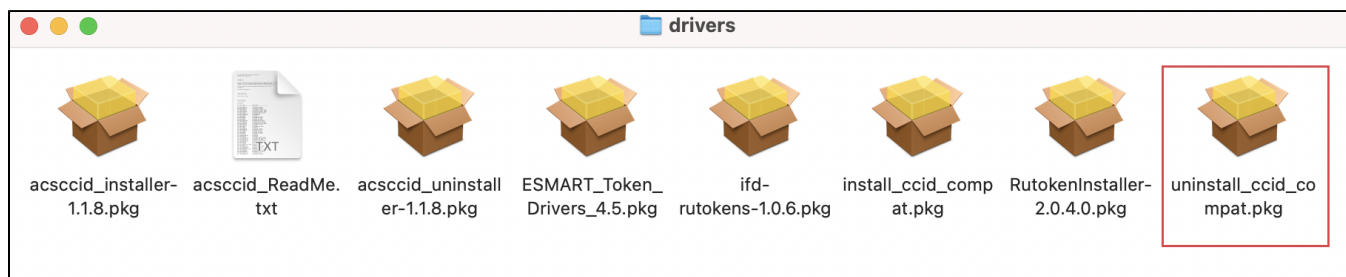 drivers
TXT
acsccid_installer-
1.1.8.pkg
acsccid_ReadMe.
txt
acsccid_uninstall
er-1.1.8.pkg
ESMART_Token_
Drivers_4.5.pkg
ifd-
rutokens-1.0.6.pkg
install_ccid_comp
at.pkg
RutokenInstaller-
2.0.4.0.pkg
uninstall_ccid_co
mpat.pkg